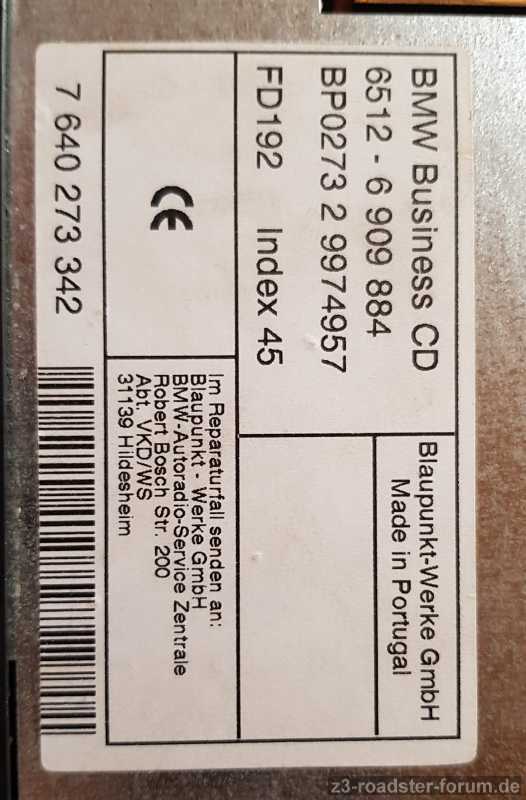 BMW Business CD
6512 - 6 909 884
BP0273 2 9974957
FD192 Index 45
Blaupunkt-Werke GmbH
Made in Portugal
CE
Im Reparaturfall senden an:
Blaupunkt - Werke GmbH
BMW-Autoradio-Service Zentrale
Robert Bosch Str. 200
Abt. VKD/WS
31139 Hildesheim
7 640 273 342
z3-roadster-forum.de